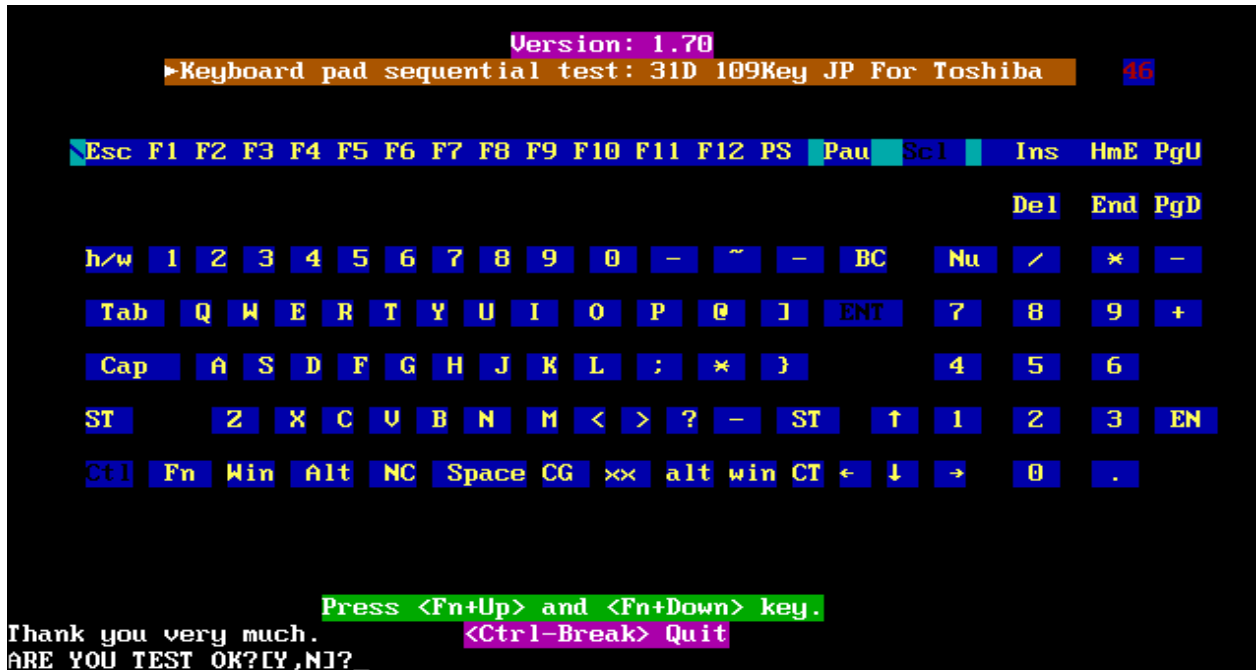 Version: 1.70
►Keyboard pad sequential test: 31D 109Key JP For Toshiba 46
Esc F1 F2 F3 F4 F5 F6 F7 F8 F9 F10 F11 F12 PS Pau Scl Ins HmE PgU
Del End PgD
h/w 1 2 3 4 5 6 7 8 9 0 - ~ - BC Nu / * -
Tab Q W E R T Y U I O P @ ] ENT 7 8 9 +
Cap A S D F G H J K L ; * } 4 5 6
ST Z X C V B N M < > ? - ST ↑ 1 2 3 EN
Ctl Fn Win Alt NC Space CG xx alt win CT ← ↓ → 0 .
Press <Fn+Up> and <Fn+Down> key.
Thank you very much. <Ctrl-Break> Quit
ARE YOU TEST OK?[Y,N]?_